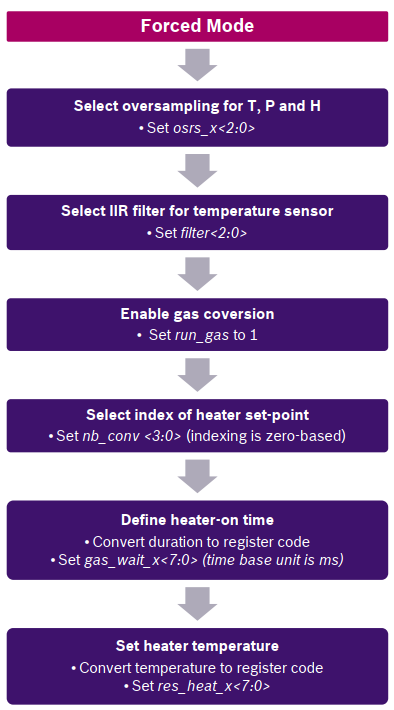 Forced Mode
Select oversampling for T, P and H
• Set osrs_x<2:0>
Select IIR filter for temperature sensor
• Set filter<2:0>
Enable gas coversion
• Set run_gas to 1
Select index of heater set-point
• Set nb_conv <3:0> (indexing is zero-based)
Define heater-on time
• Convert duration to register code
• Set gas_wait_x<7:0> (time base unit is ms)
Set heater temperature
• Convert temperature to register code
• Set res_heat_x<7:0>